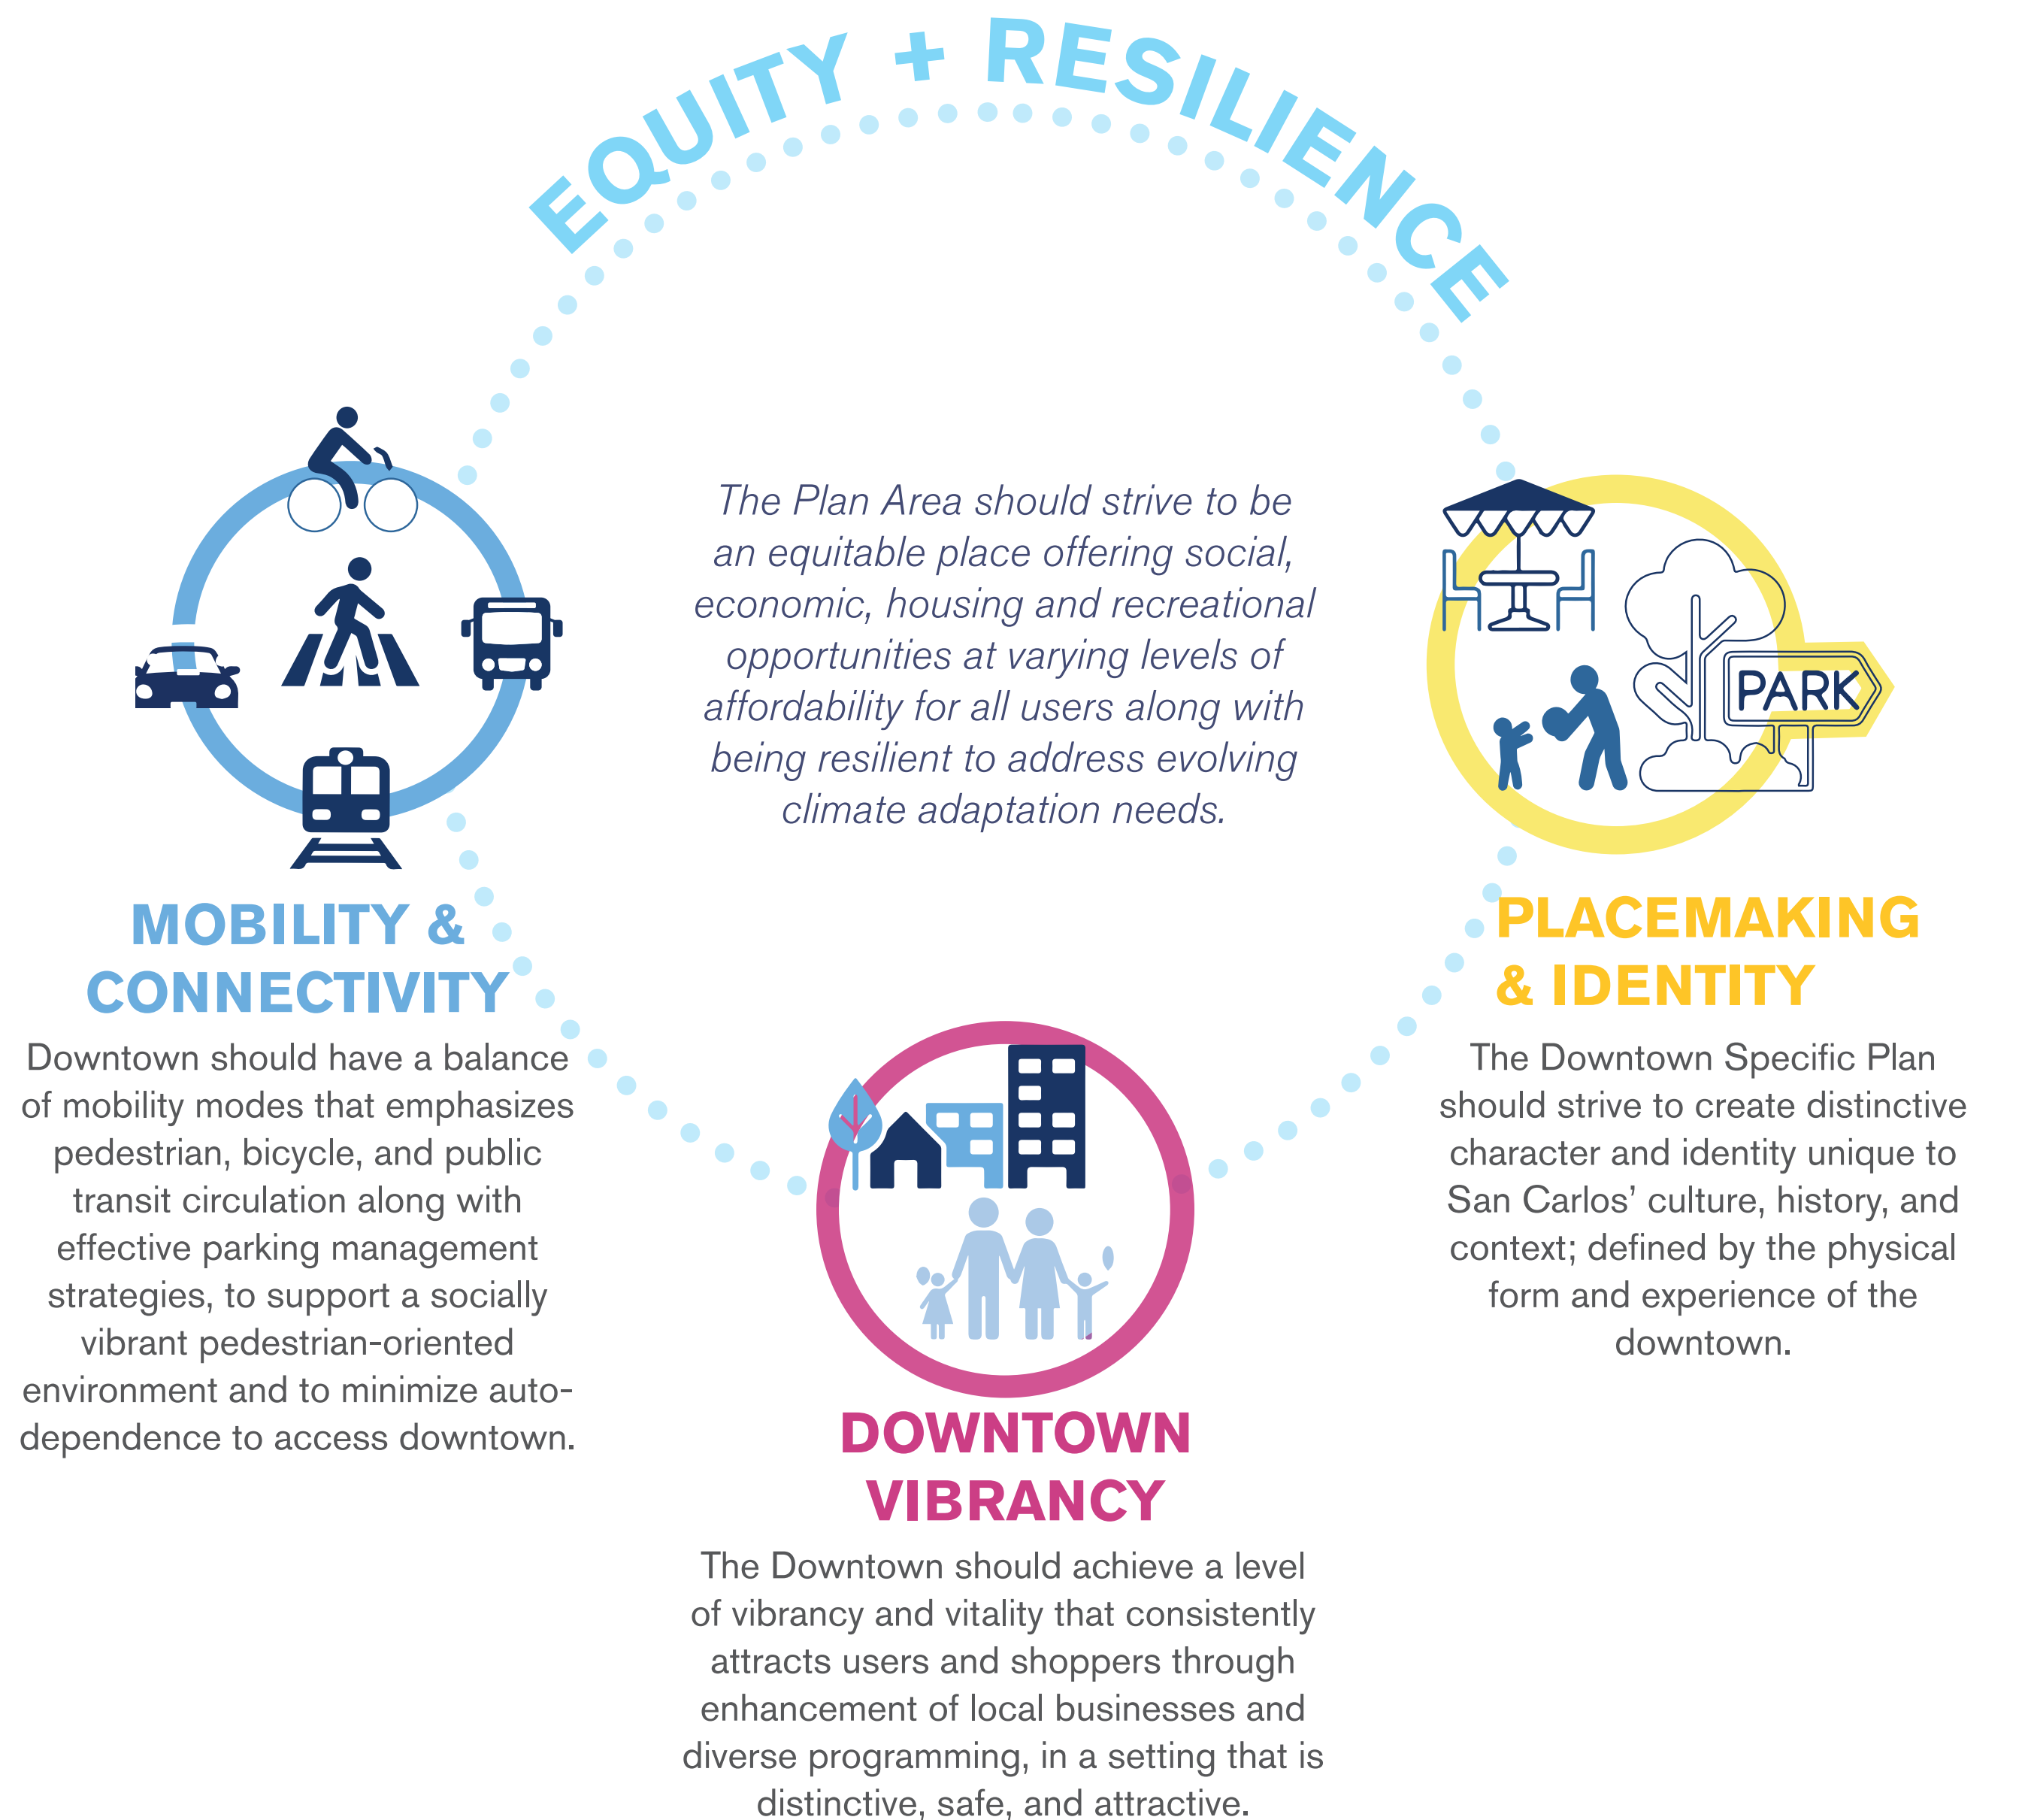 EQUITY + RESILIENCE
The Plan Area should strive to be
an equitable place offering social,
economic, housing and recreational
opportunities at varying levels of
affordability for all users along with
being resilient to address evolving
climate adaptation needs.
MOBILITY &
CONNECTIVITY
Downtown should have a balance
of mobility modes that emphasizes
pedestrian, bicycle, and public
transit circulation along with
effective parking management
strategies, to support a socially
vibrant pedestrian-oriented
environment and to minimize auto-
dependence to access downtown.
DOWNTOWN
VIBRANCY
The Downtown should achieve a level
of vibrancy and vitality that consistently
attracts users and shoppers through
enhancement of local businesses and
diverse programming, in a setting that is
distinctive, safe, and attractive.
PARK
PLACEMAKING
& IDENTITY
The Downtown Specific Plan
should strive to create distinctive
character and identity unique to
San Carlos’ culture, history, and
context; defined by the physical
form and experience of the
downtown.